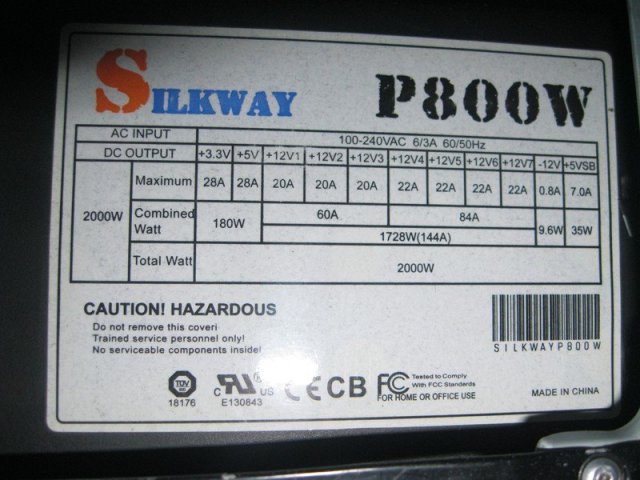 SILKWAY P800W
AC INPUT 100-240VAC 6/3A 60/50Hz
DC OUTPUT +3.3V +5V +12V1 +12V2 +12V3 +12V4 +12V5 +12V6 +12V7 -12V +5VSB
2000W
Maximum 28A 28A 20A 20A 20A 22A 22A 22A 22A 0.8A 7.0A
Combined Watt 180W 60A 84A 9.6W 35W
1728W(144A)
Total Watt 2000W
CAUTION! HAZARDOUS
Do not remove this coveri
Trained service personnel only!
No serviceable components inside!
SILKWAYP800W
TUV
18176
C RU ® US
E130843
CE CB FC
Tested to Comply
With FCC Standards
FOR HOME OR OFFICE USE
MADE IN CHINA